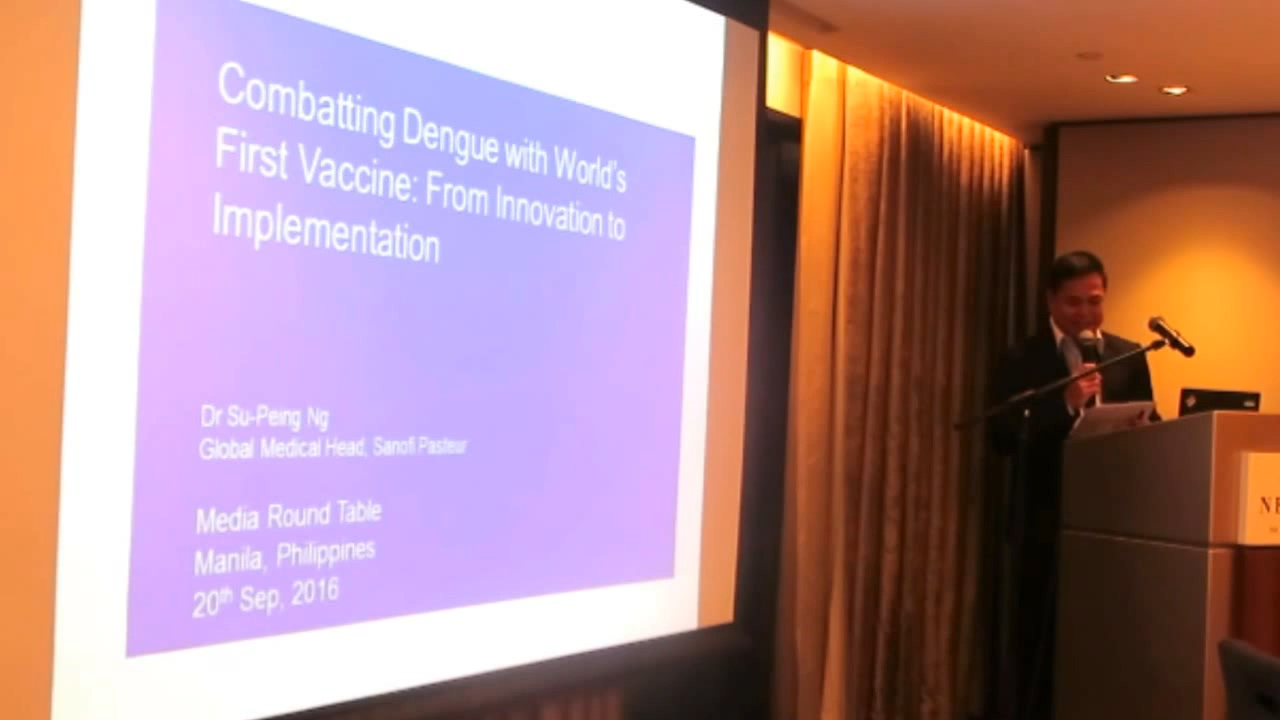 Combatting Dengue with World's
First Vaccine: From Innovation to
Implementation
Dr Su-Peing Ng
Global Medical Head, Sanofi Pasteur
Media Round Table
Manila, Philippines
20th Sep, 2016